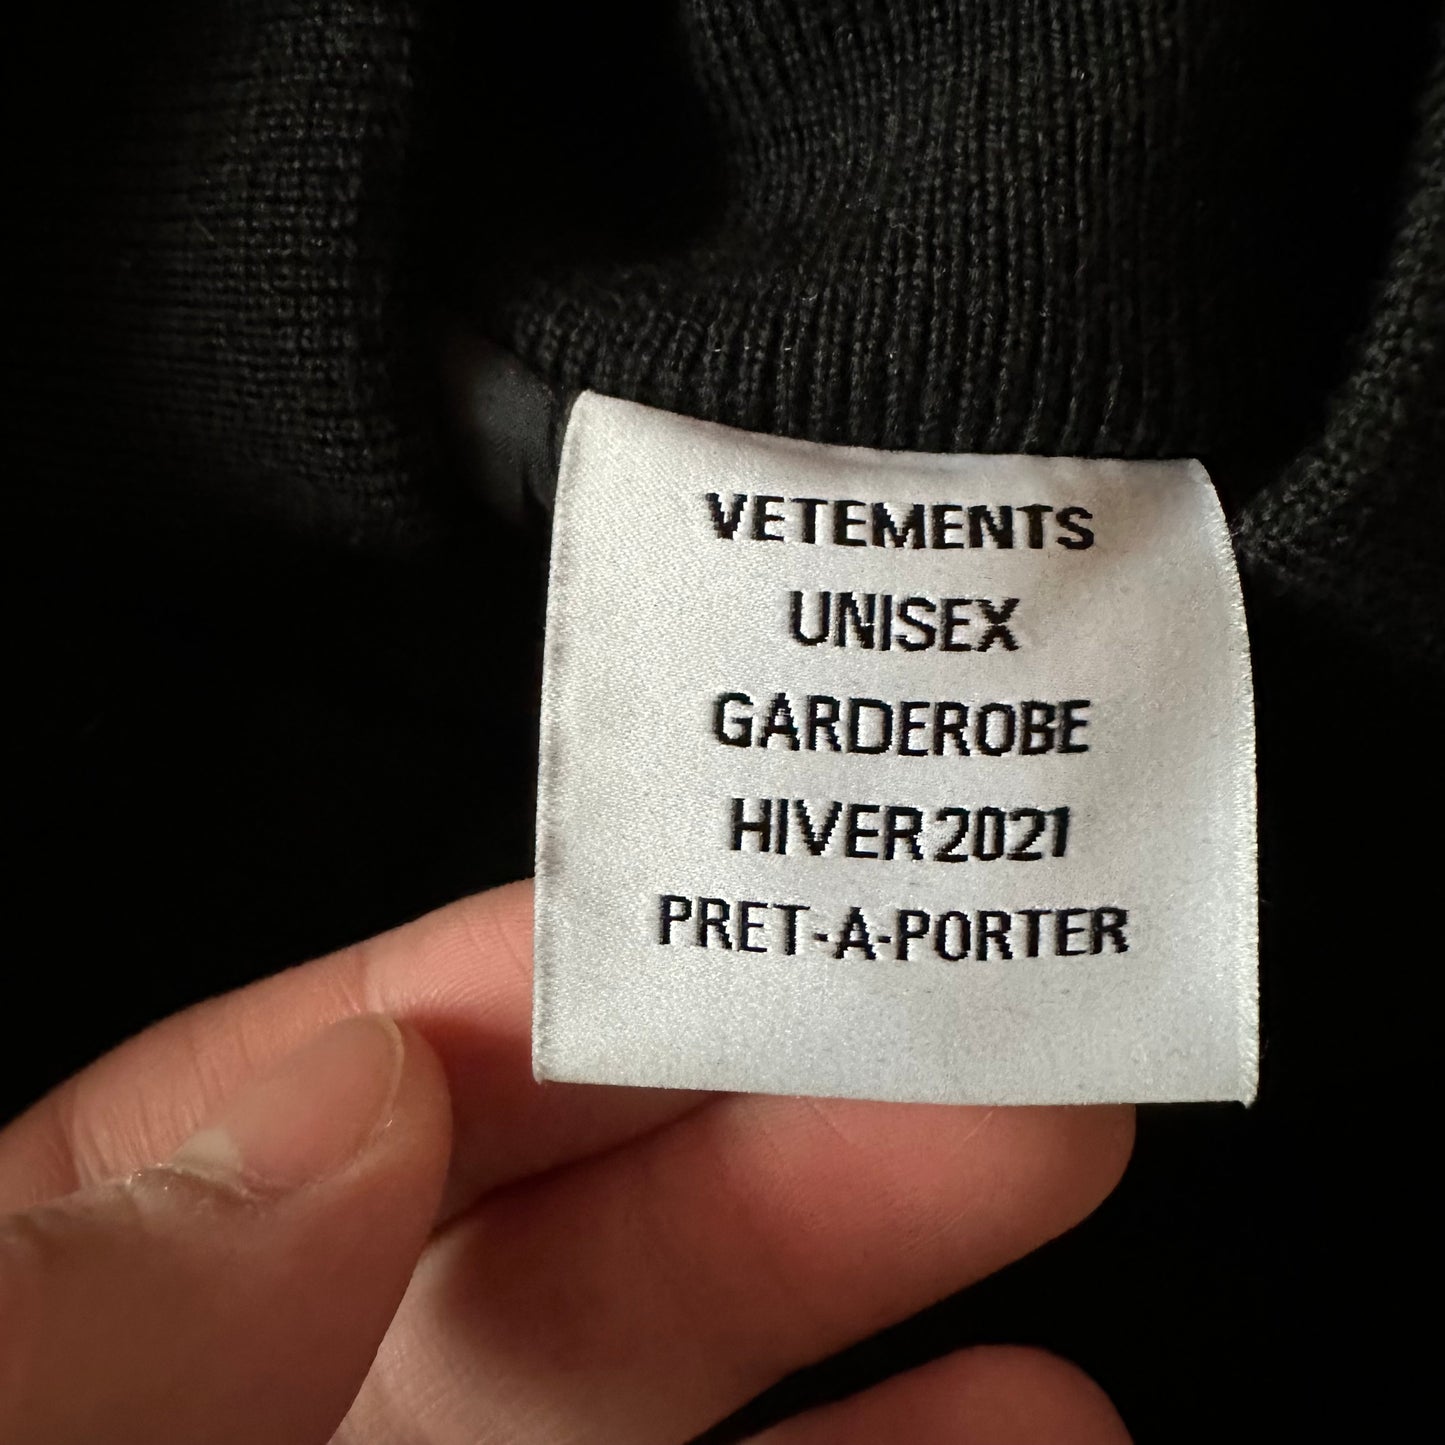 VETEMENTS
UNISEX
GARDEROBE
HIVER 2021
PRET-A-PORTER